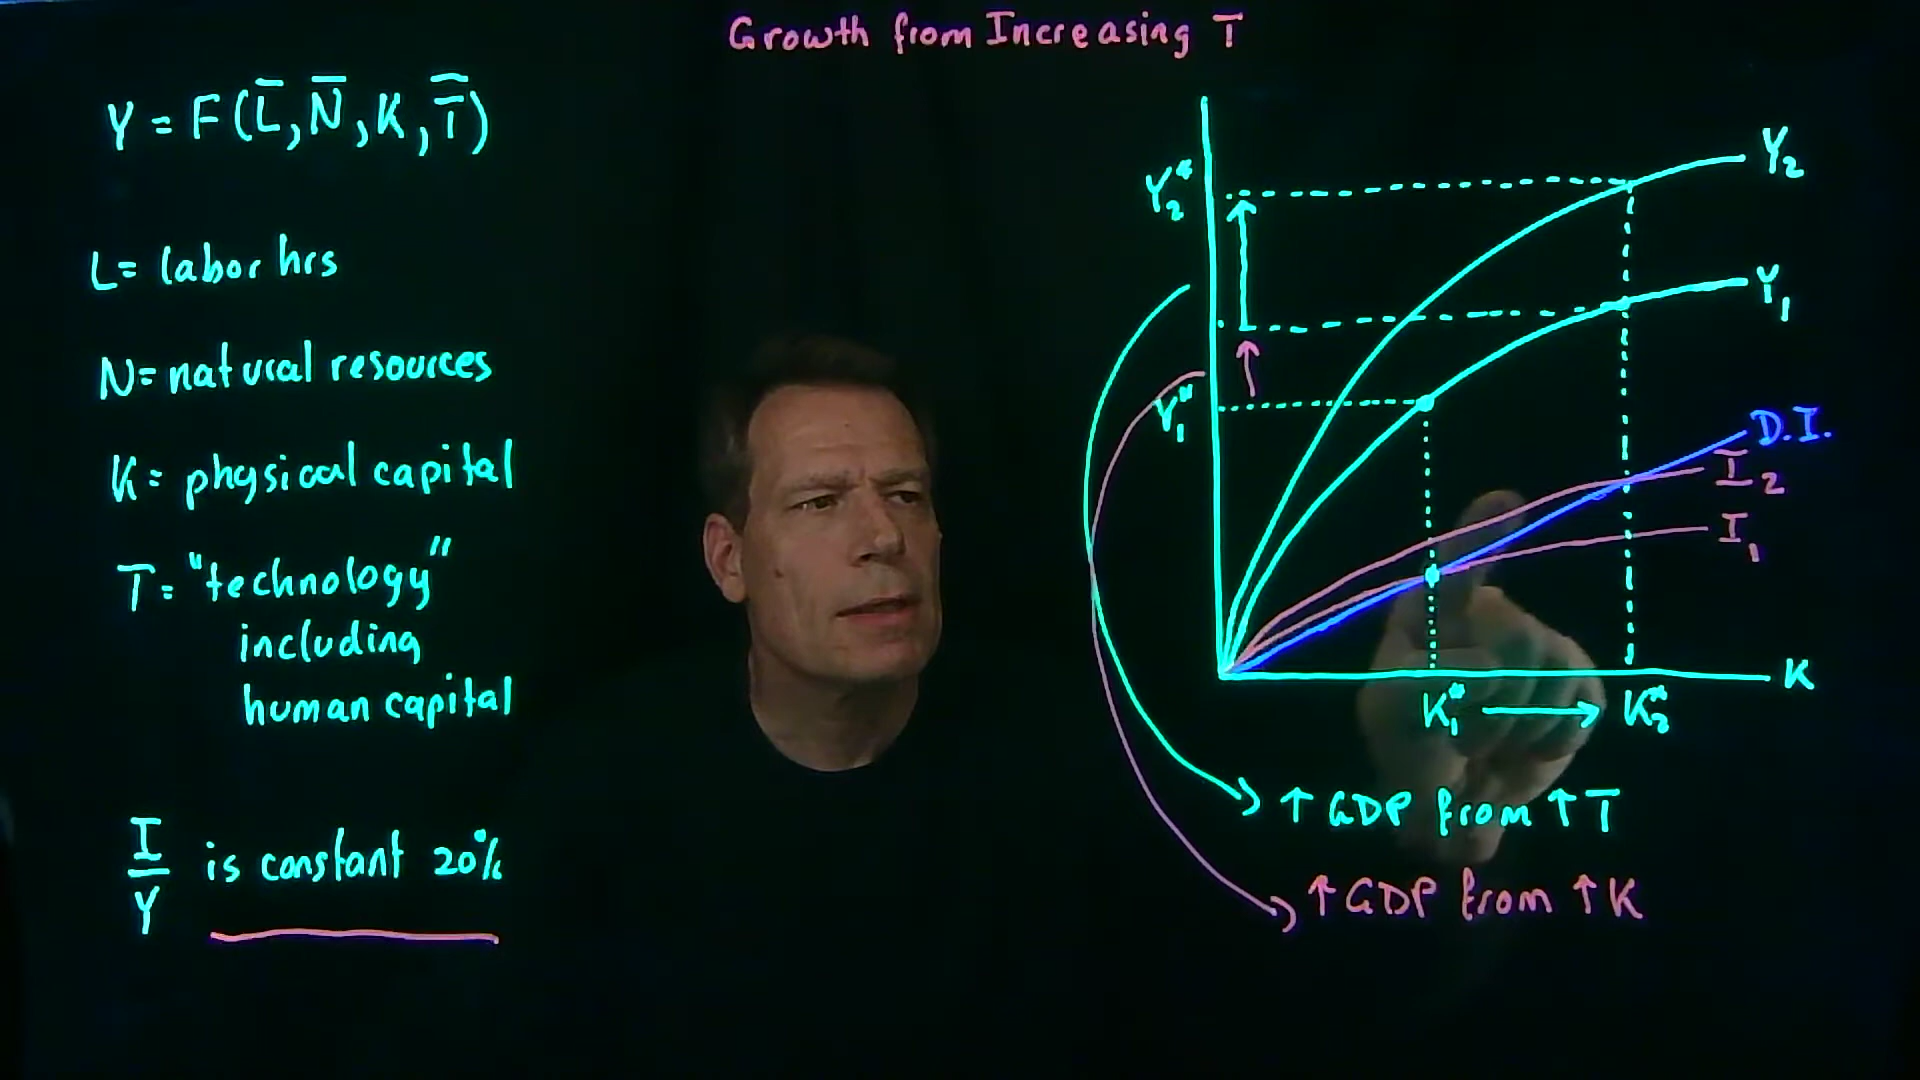 Growth from Increasing T
Y = F(L̅, N̅, K, T̿)
L = labor hrs
N = natural resources
K = physical capital
T = "technology"
including
human capital
I/Y is constant 20%
Y₂*
Y₁*
Y₂
Y₁
D.I.
I₂
I₁
K
K₁* → K₂*
↑ GDP from ↑ T
↑ GDP from ↑ K